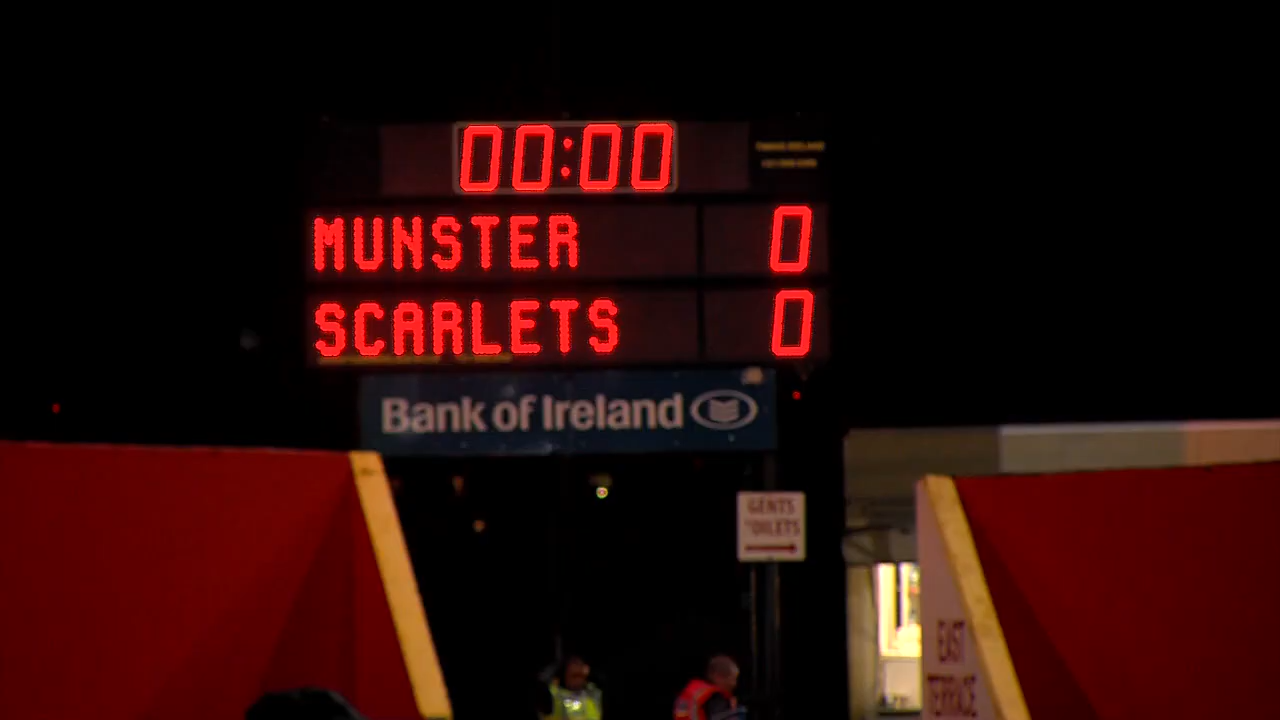 00:00
MUNSTER 0
SCARLETS 0
Bank of Ireland
GENTS
TOILETS
EAST
TERRACE